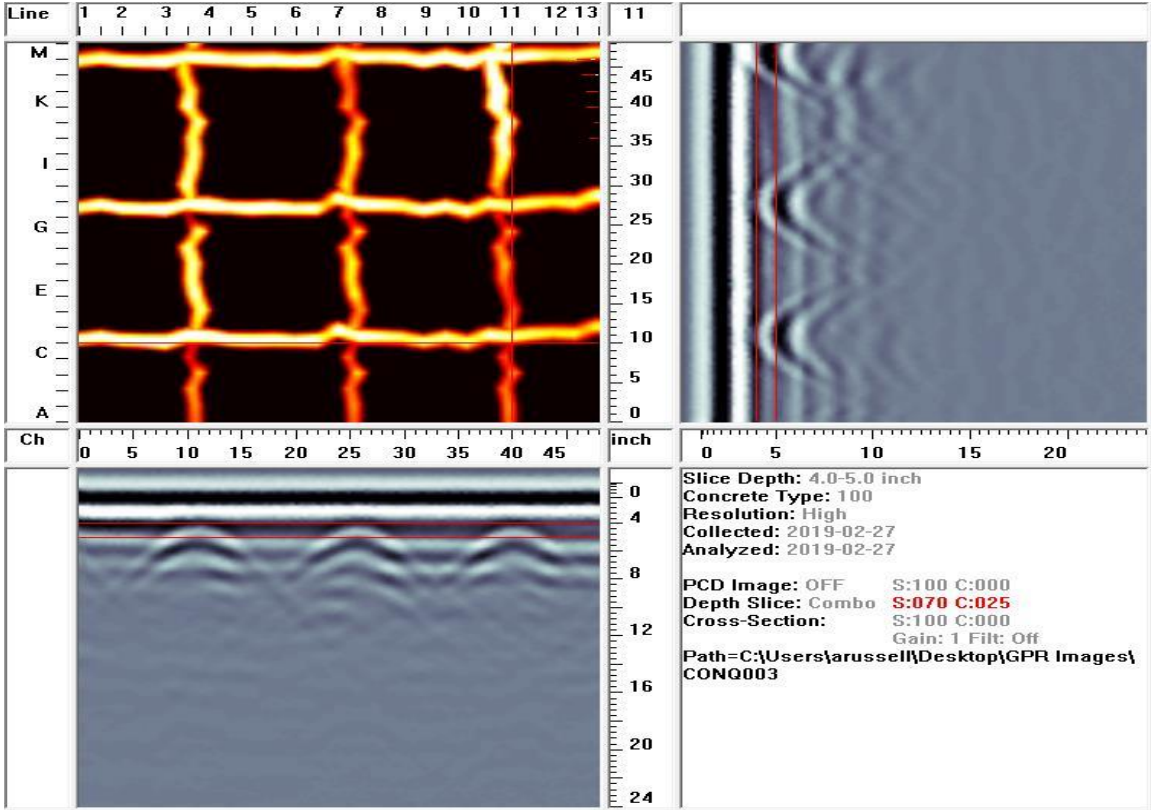 Line 1 2 3 4 5 6 7 8 9 10 11 12 13 11
M
K
I
G
E
C
A
45
40
35
30
25
20
15
10
5
0
Ch 0 5 10 15 20 25 30 35 40 45 inch 0 5 10 15 20
0
4
8
12
16
20
24
Slice Depth: 4.0-5.0 inch
Concrete Type: 100
Resolution: High
Collected: 2019-02-27
Analyzed: 2019-02-27
PCD Image: OFF S:100 C:000
Depth Slice: Combo S:070 C:025
Cross-Section: S:100 C:000
Gain: 1 Filt: Off
Path=C:\Users\arussell\Desktop\GPR Images\
CONQ003